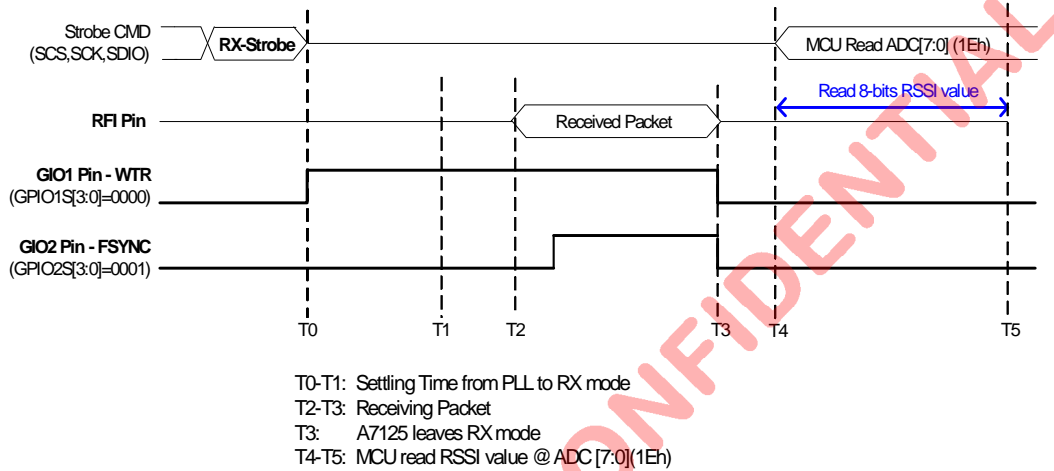 Strobe CMD
(SCS,SCK,SDIO)
RX-Strobe
MCU Read ADC[7:0] (1Eh)
Read 8-bits RSSI value
RFI Pin
Received Packet
GIO1 Pin - WTR
(GPIO1S[3:0]=0000)
GIO2 Pin - FSYNC
(GPIO2S[3:0]=0001)
T0 T1 T2 T3 T4 T5
T0-T1: Settling Time from PLL to RX mode
T2-T3: Receiving Packet
T3: A7125 leaves RX mode
T4-T5: MCU read RSSI value @ ADC [7:0](1Eh)
CONFIDENTIAL